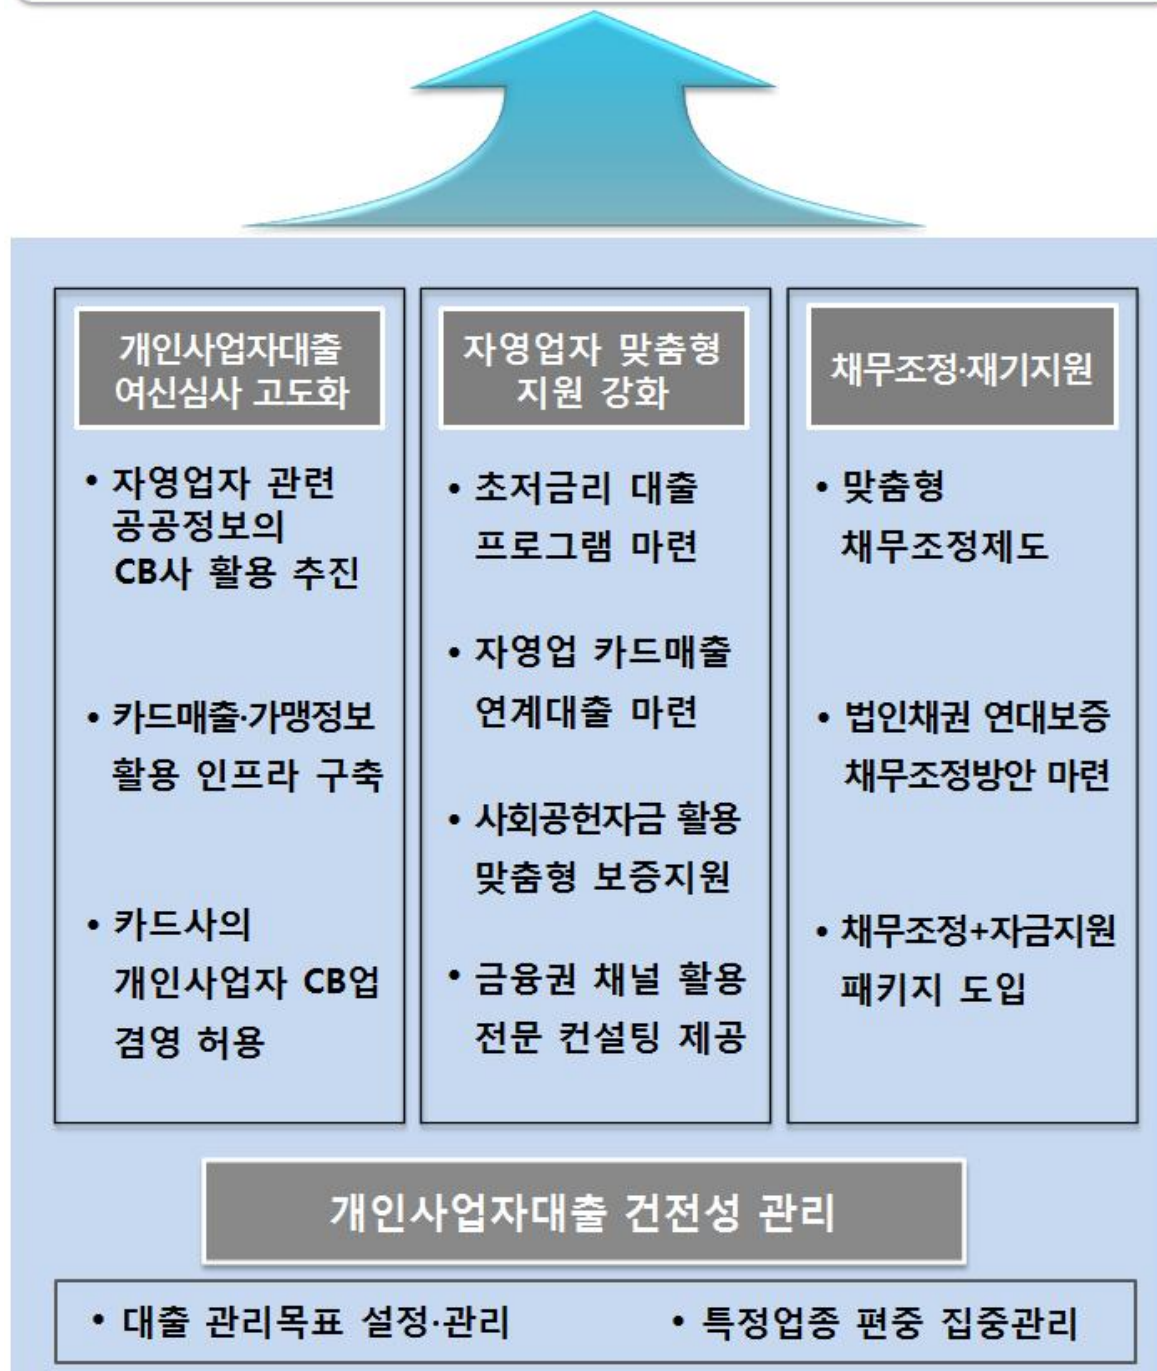 개인사업자대출
여신심사 고도화
• 자영업자 관련
공공정보의
CB사 활용 추진
• 카드매출·가맹정보
활용 인프라 구축
• 카드사의
개인사업자 CB업
겸영 허용
자영업자 맞춤형
지원 강화
• 초저금리 대출
프로그램 마련
• 자영업 카드매출
연계대출 마련
• 사회공헌자금 활용
맞춤형 보증지원
• 금융권 채널 활용
전문 컨설팅 제공
채무조정·재기지원
• 맞춤형
채무조정제도
• 법인채권 연대보증
채무조정방안 마련
• 채무조정+자금지원
패키지 도입
개인사업자대출 건전성 관리
• 대출 관리목표 설정·관리
• 특정업종 편중 집중관리